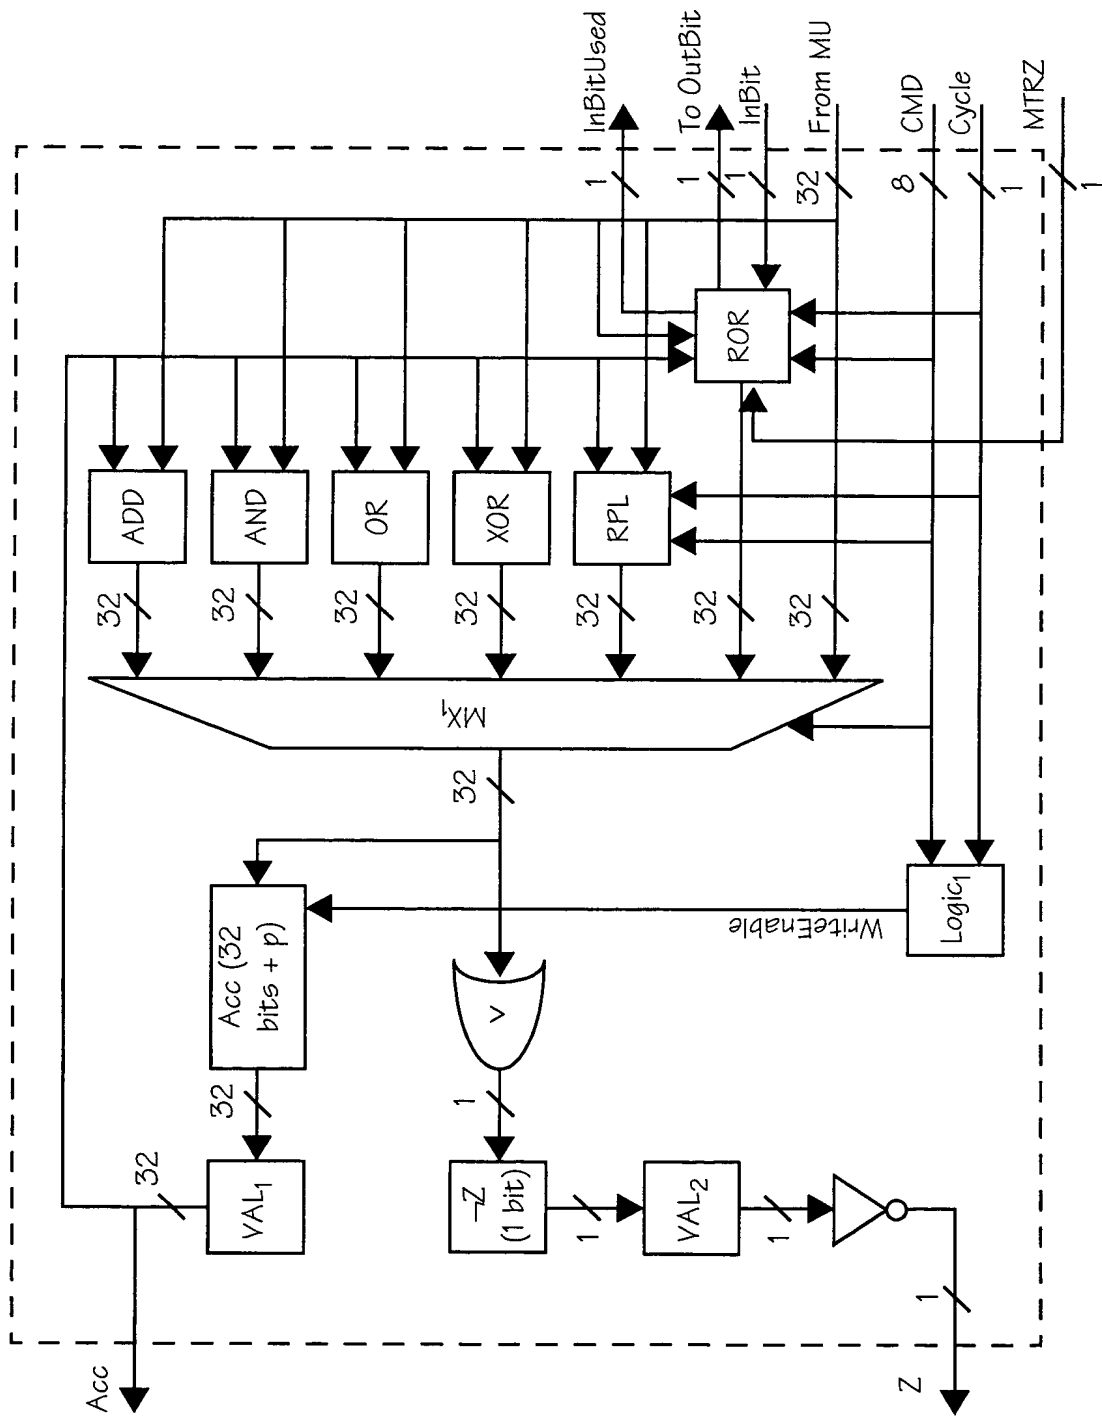 InBitUsed
To OutBit
InBit
From MU
CMD
Cycle
MTRZ
1
1
1
32
8
1
1
ADD
AND
OR
XOR
RPL
ROR
32
32
32
32
32
32
32
MX1
32
Acc (32
bits + p)
WriteEnable
Logic1
V
32
1
VAL1
32
¬Z
(1 bit)
1
VAL2
1
1
Acc
Z